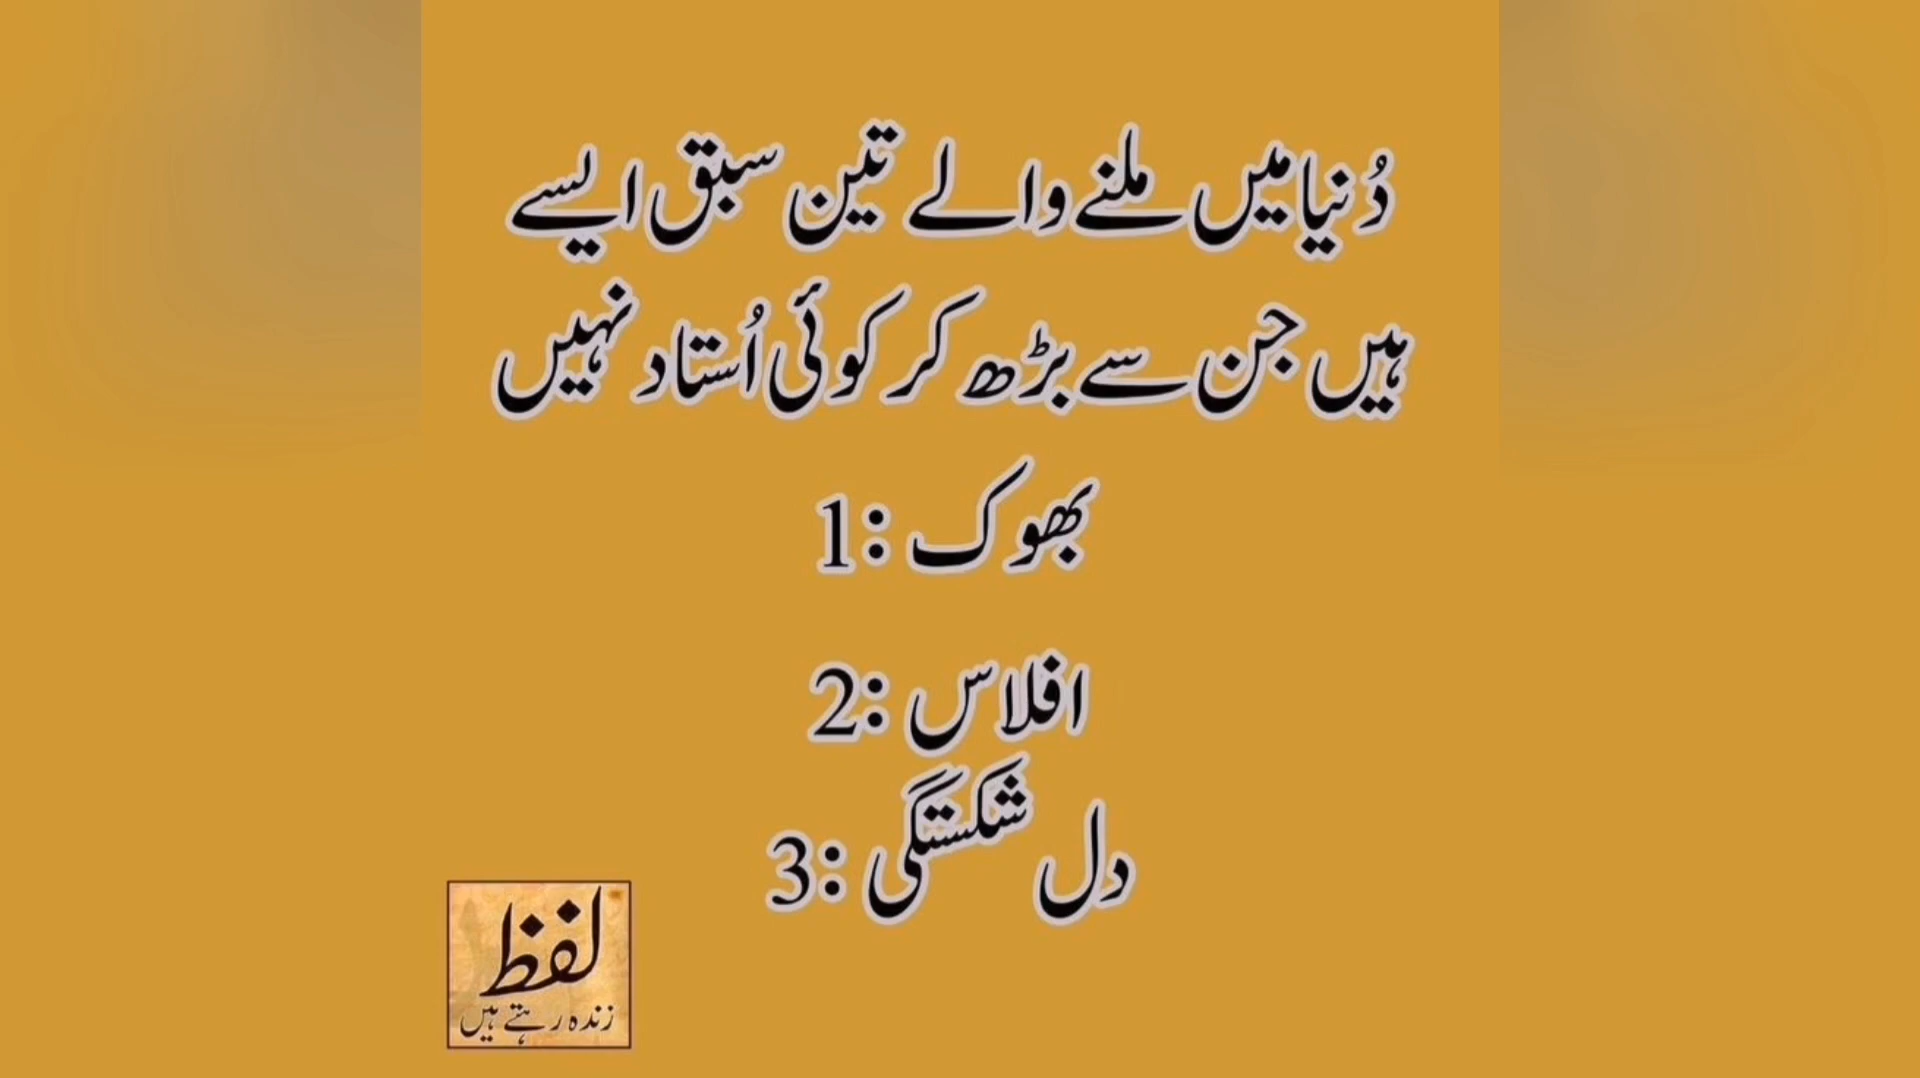 دُنیا میں ملنے والے تین سبق ایسے
ہیں جن سے بڑھ کر کوئی اُستاد نہیں
بھوک :1
افلاس :2
دل شکستگی :3
لفظ
زندہ رہتے ہیں